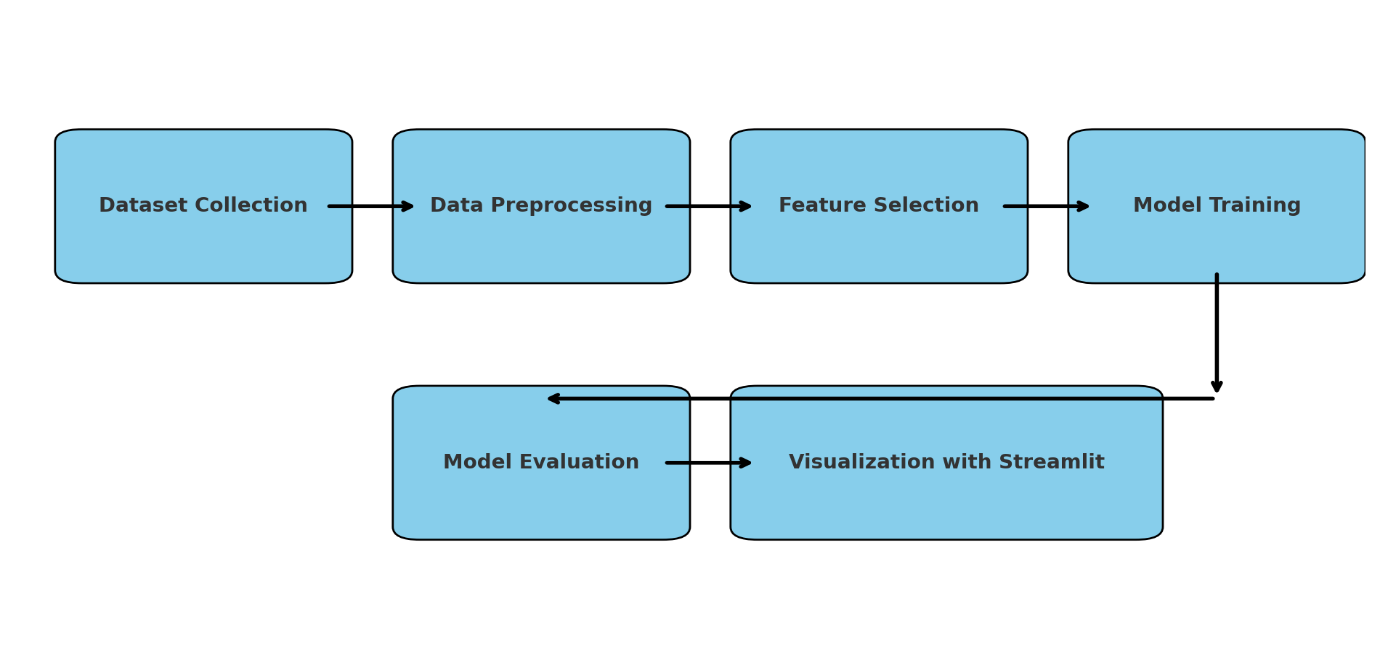 Dataset Collection
Data Preprocessing
Feature Selection
Model Training
Model Evaluation
Visualization with Streamlit